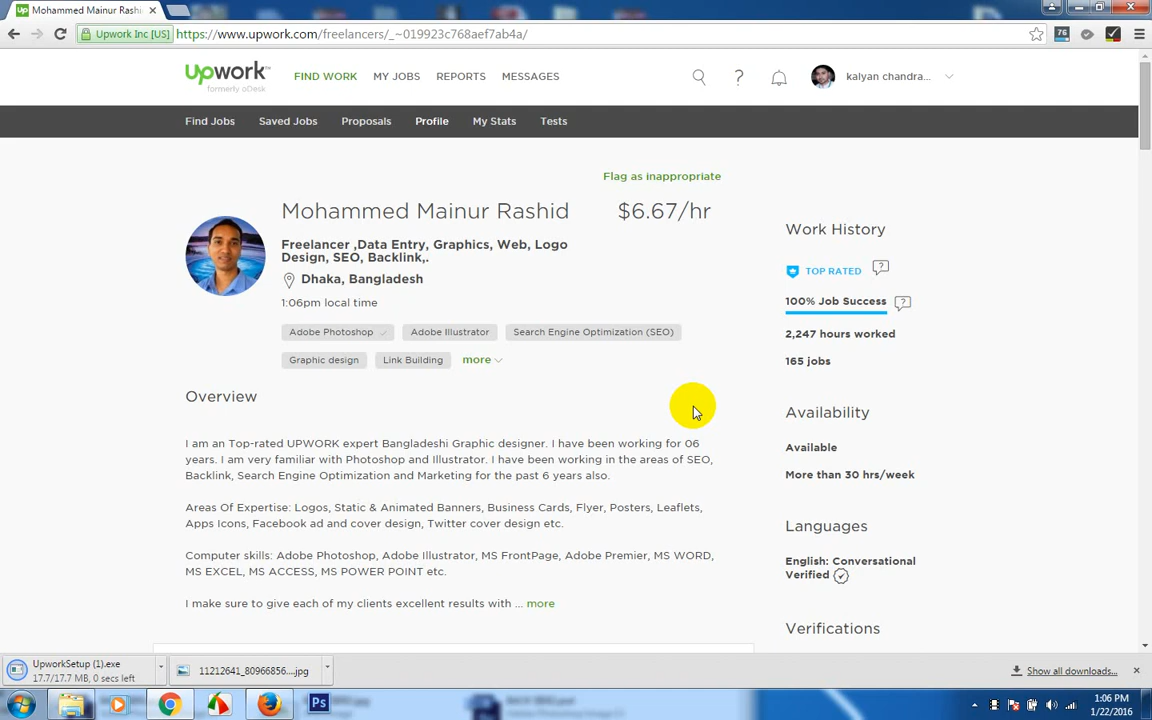 Mohammed Mainur Rashi
Upwork Inc [US]
https://www.upwork.com/freelancers/_~019923c768aef7ab4a/
76
Upwork
formerly oDesk
FIND WORK
MY JOBS
REPORTS
MESSAGES
?
kalyan chandra...
Find Jobs
Saved Jobs
Proposals
Profile
My Stats
Tests
Flag as inappropriate
Mohammed Mainur Rashid
$6.67/hr
Freelancer ,Data Entry, Graphics, Web, Logo
Design, SEO, Backlink,.
Dhaka, Bangladesh
1:06pm local time
Adobe Photoshop
Adobe Illustrator
Search Engine Optimization (SEO)
Graphic design
Link Building
more
Overview
I am an Top-rated UPWORK expert Bangladeshi Graphic designer. I have been working for 06
years. I am very familiar with Photoshop and Illustrator. I have been working in the areas of SEO,
Backlink, Search Engine Optimization and Marketing for the past 6 years also.
Areas Of Expertise: Logos, Static & Animated Banners, Business Cards, Flyer, Posters, Leaflets,
Apps Icons, Facebook ad and cover design, Twitter cover design etc.
Computer skills: Adobe Photoshop, Adobe Illustrator, MS FrontPage, Adobe Premier, MS WORD,
MS EXCEL, MS ACCESS, MS POWER POINT etc.
I make sure to give each of my clients excellent results with ... more
Work History
TOP RATED
?
100% Job Success
?
2,247 hours worked
165 jobs
Availability
Available
More than 30 hrs/week
Languages
English: Conversational
Verified
Verifications
UpworkSetup (1).exe
17.7/17.7 MB, 0 secs left
11212641_80966856....jpg
Show all downloads...
Ps
1:06 PM
1/22/2016